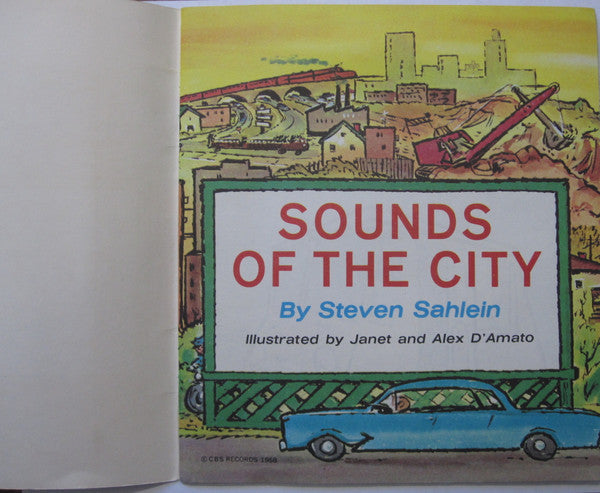 SOUNDS
OF THE CITY
By Steven Sahlein
Illustrated by Janet and Alex D'Amato
© CBS RECORDS 1968